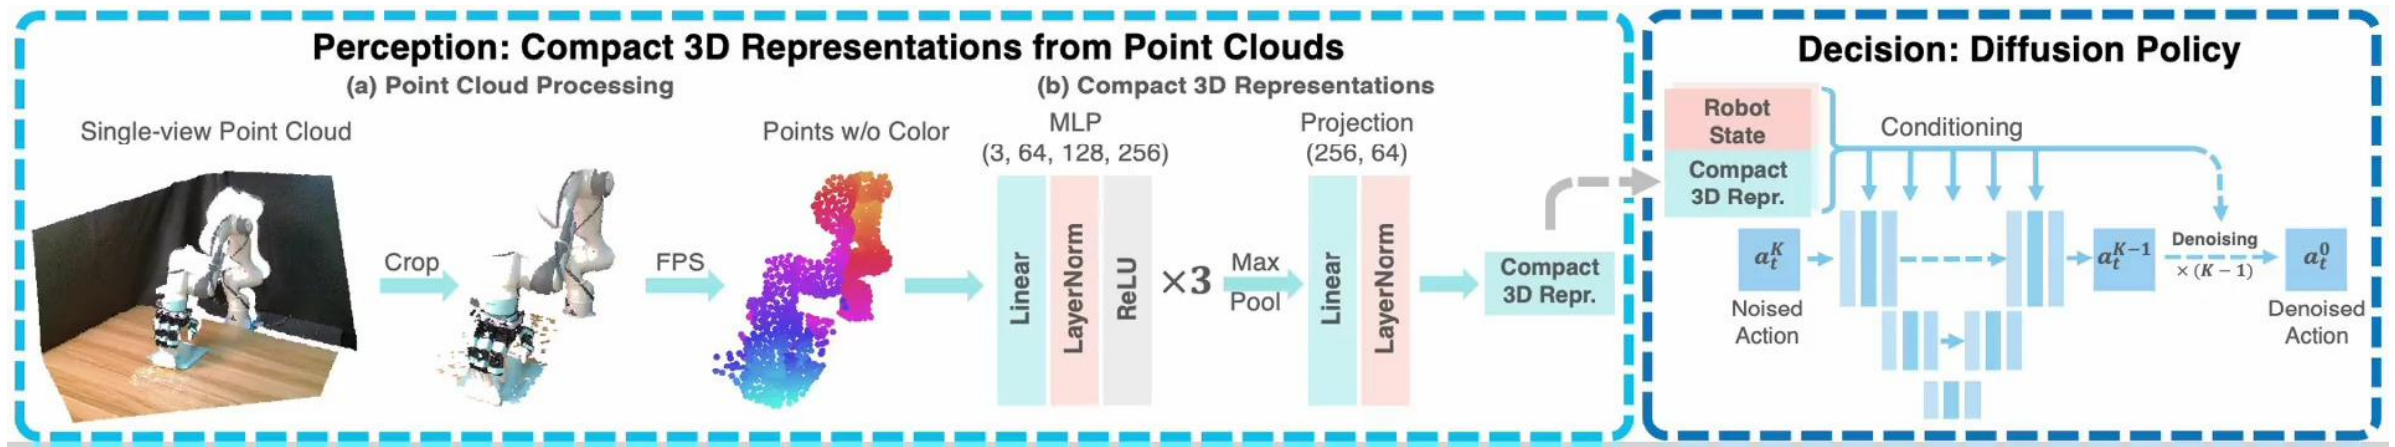 Perception: Compact 3D Representations from Point Clouds
(a) Point Cloud Processing
(b) Compact 3D Representations
Single-view Point Cloud
Crop
FPS
Points w/o Color
MLP
(3, 64, 128, 256)
Linear
LayerNorm
ReLU
×3
Max
Pool
Projection
(256, 64)
Linear
LayerNorm
Compact
3D Repr.
Decision: Diffusion Policy
Robot
State
Compact
3D Repr.
Conditioning
a_t^K
Noised
Action
a_t^{K-1}
Denoising
× (K − 1)
a_t^0
Denoised
Action